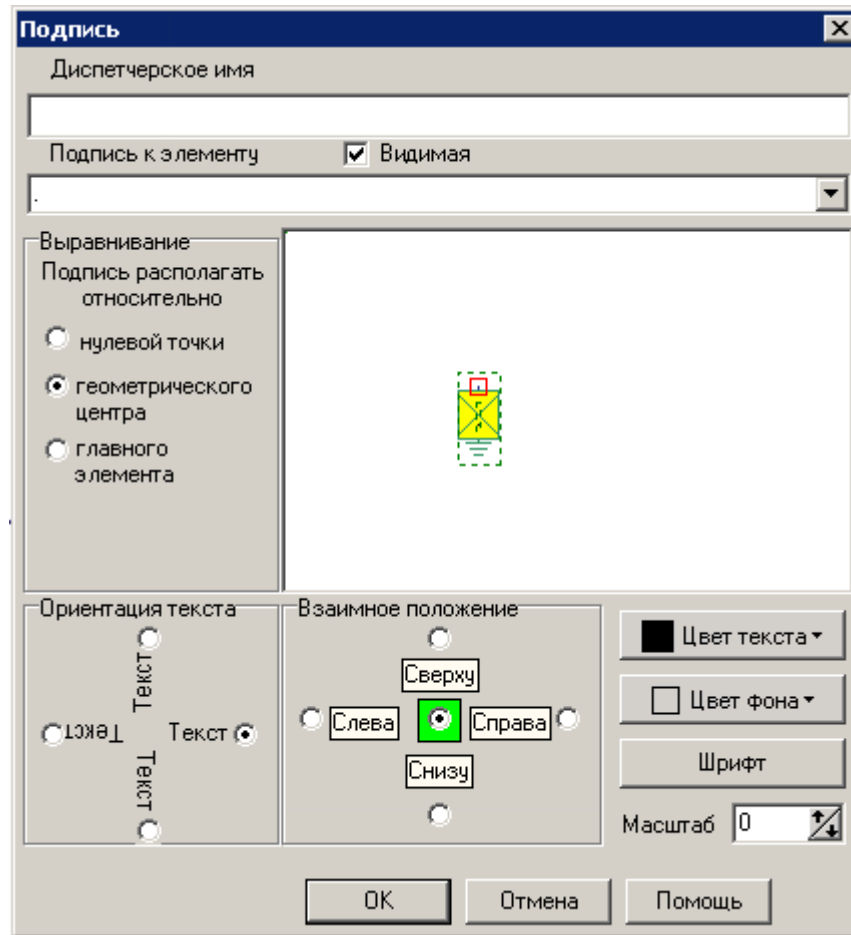 Подпись
Диспетчерское имя
Подпись к элементу Видимая
.
Выравнивание
Подпись располагать
относительно
нулевой точки
геометрического
центра
главного
элемента
Ориентация текста
Текст
Текст
Текст
Текст
Взаимное положение
Сверху
Слева
Справа
Снизу
Цвет текста
Цвет фона
Шрифт
Масштаб 0
OK
Отмена
Помощь